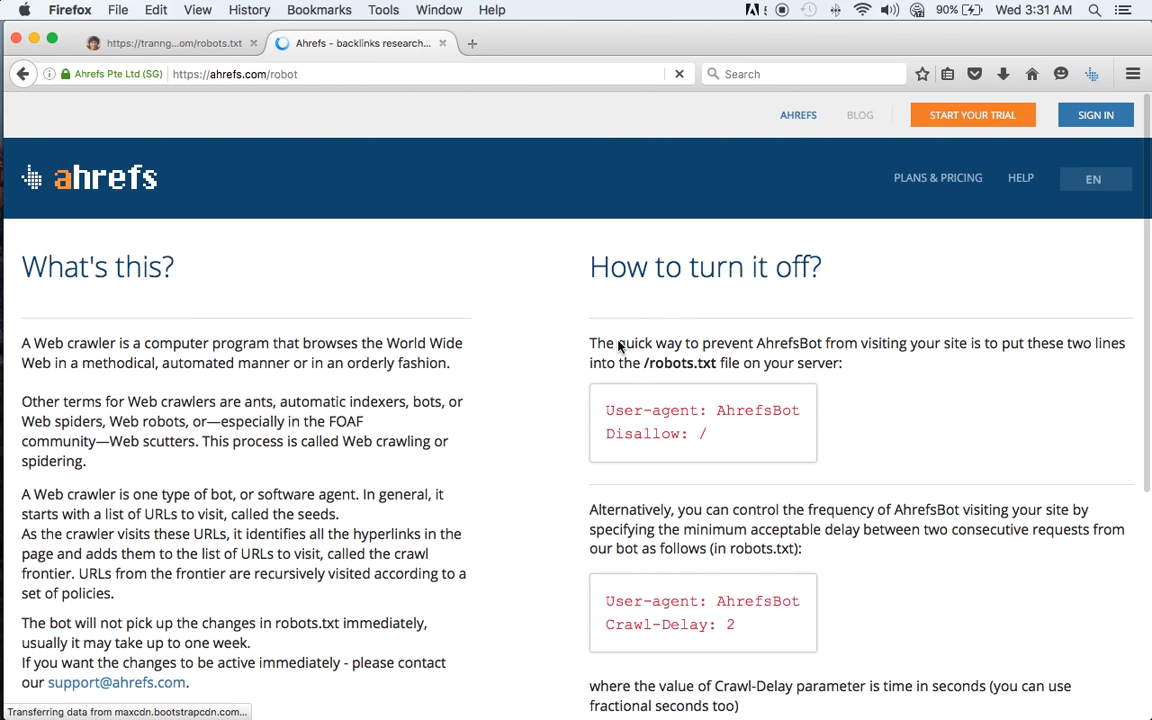 Firefox File Edit View History Bookmarks Tools Window Help
90% Wed 3:31 AM
https://tranng...om/robots.txt
Ahrefs - backlinks research...
Ahrefs Pte Ltd (SG) https://ahrefs.com/robot
Search
AHREFS BLOG START YOUR TRIAL SIGN IN
ahrefs
PLANS & PRICING HELP EN
What's this?
A Web crawler is a computer program that browses the World Wide
Web in a methodical, automated manner or in an orderly fashion.
Other terms for Web crawlers are ants, automatic indexers, bots, or
Web spiders, Web robots, or—especially in the FOAF
community—Web scutters. This process is called Web crawling or
spidering.
A Web crawler is one type of bot, or software agent. In general, it
starts with a list of URLs to visit, called the seeds.
As the crawler visits these URLs, it identifies all the hyperlinks in the
page and adds them to the list of URLs to visit, called the crawl
frontier. URLs from the frontier are recursively visited according to a
set of policies.
The bot will not pick up the changes in robots.txt immediately,
usually it may take up to one week.
If you want the changes to be active immediately - please contact
our support@ahrefs.com.
How to turn it off?
The quick way to prevent AhrefsBot from visiting your site is to put these two lines
into the /robots.txt file on your server:
User-agent: AhrefsBot
Disallow: /
Alternatively, you can control the frequency of AhrefsBot visiting your site by
specifying the minimum acceptable delay between two consecutive requests from
our bot as follows (in robots.txt):
User-agent: AhrefsBot
Crawl-Delay: 2
where the value of Crawl-Delay parameter is time in seconds (you can use
fractional seconds too)
Transferring data from maxcdn.bootstrapcdn.com...